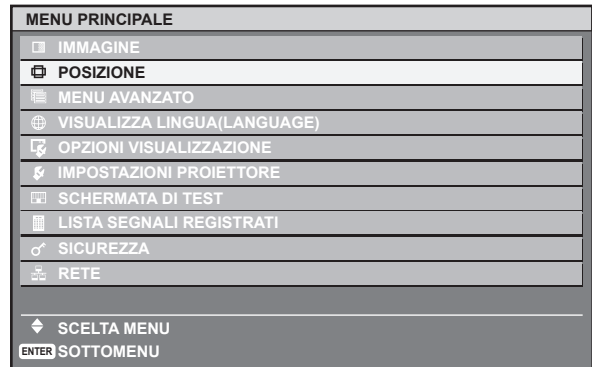 MENU PRINCIPALE
IMMAGINE
POSIZIONE
MENU AVANZATO
VISUALIZZA LINGUA(LANGUAGE)
OPZIONI VISUALIZZAZIONE
IMPOSTAZIONI PROIETTORE
SCHERMATA DI TEST
LISTA SEGNALI REGISTRATI
SICUREZZA
RETE
SCELTA MENU
ENTER SOTTOMENU